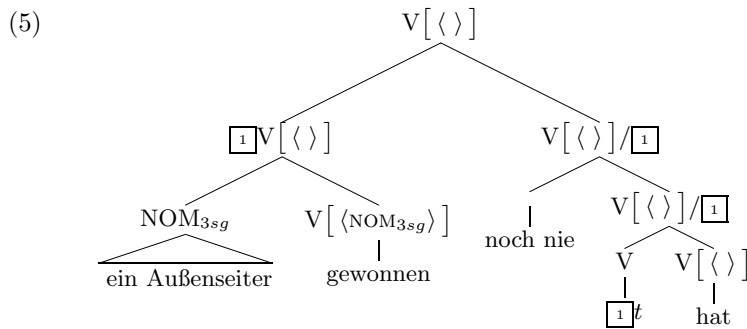 (5) V[⟨ ⟩]
1 V[⟨ ⟩] V[⟨ ⟩]/1
NOM3sg V[⟨NOM3sg⟩] V[⟨ ⟩]/1
noch nie
ein Außenseiter gewonnen V V[⟨ ⟩]
1 t hat